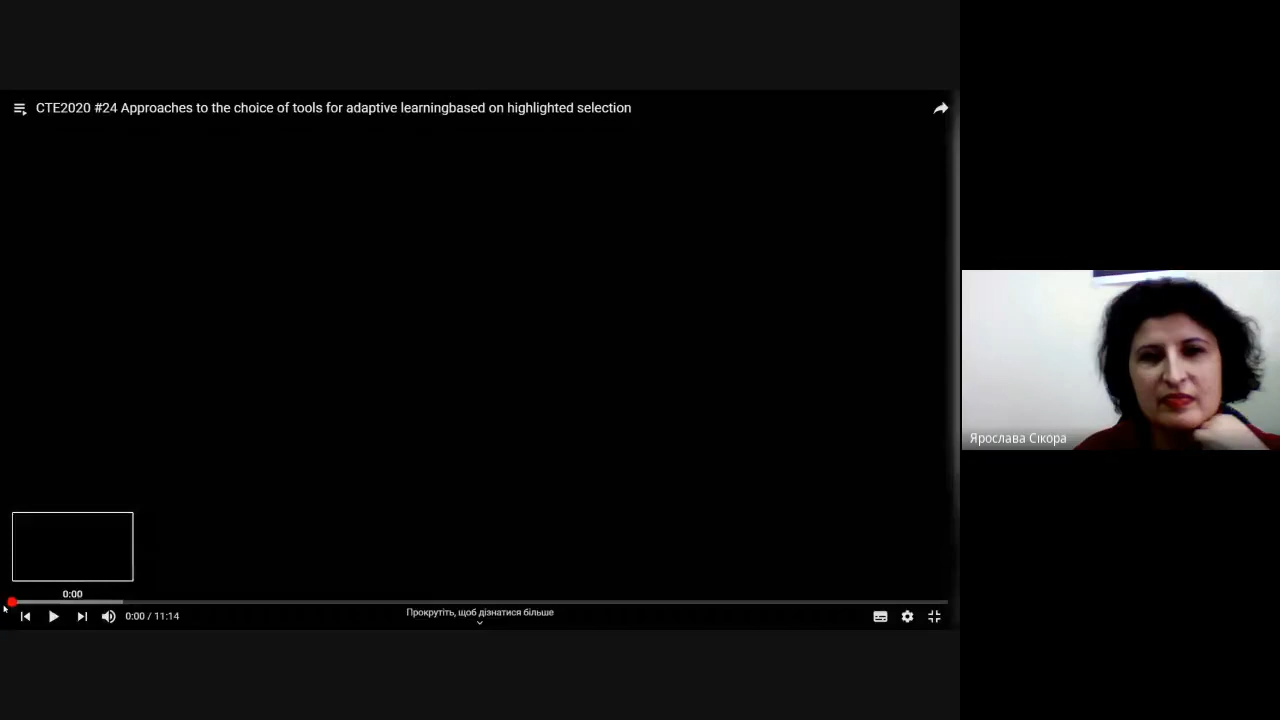 CTE2020 #24 Approaches to the choice of tools for adaptive learningbased on highlighted selection
Ярослава Сікора
0:00
0:00 / 11:14
Прокрутіть, щоб дізнатися більше